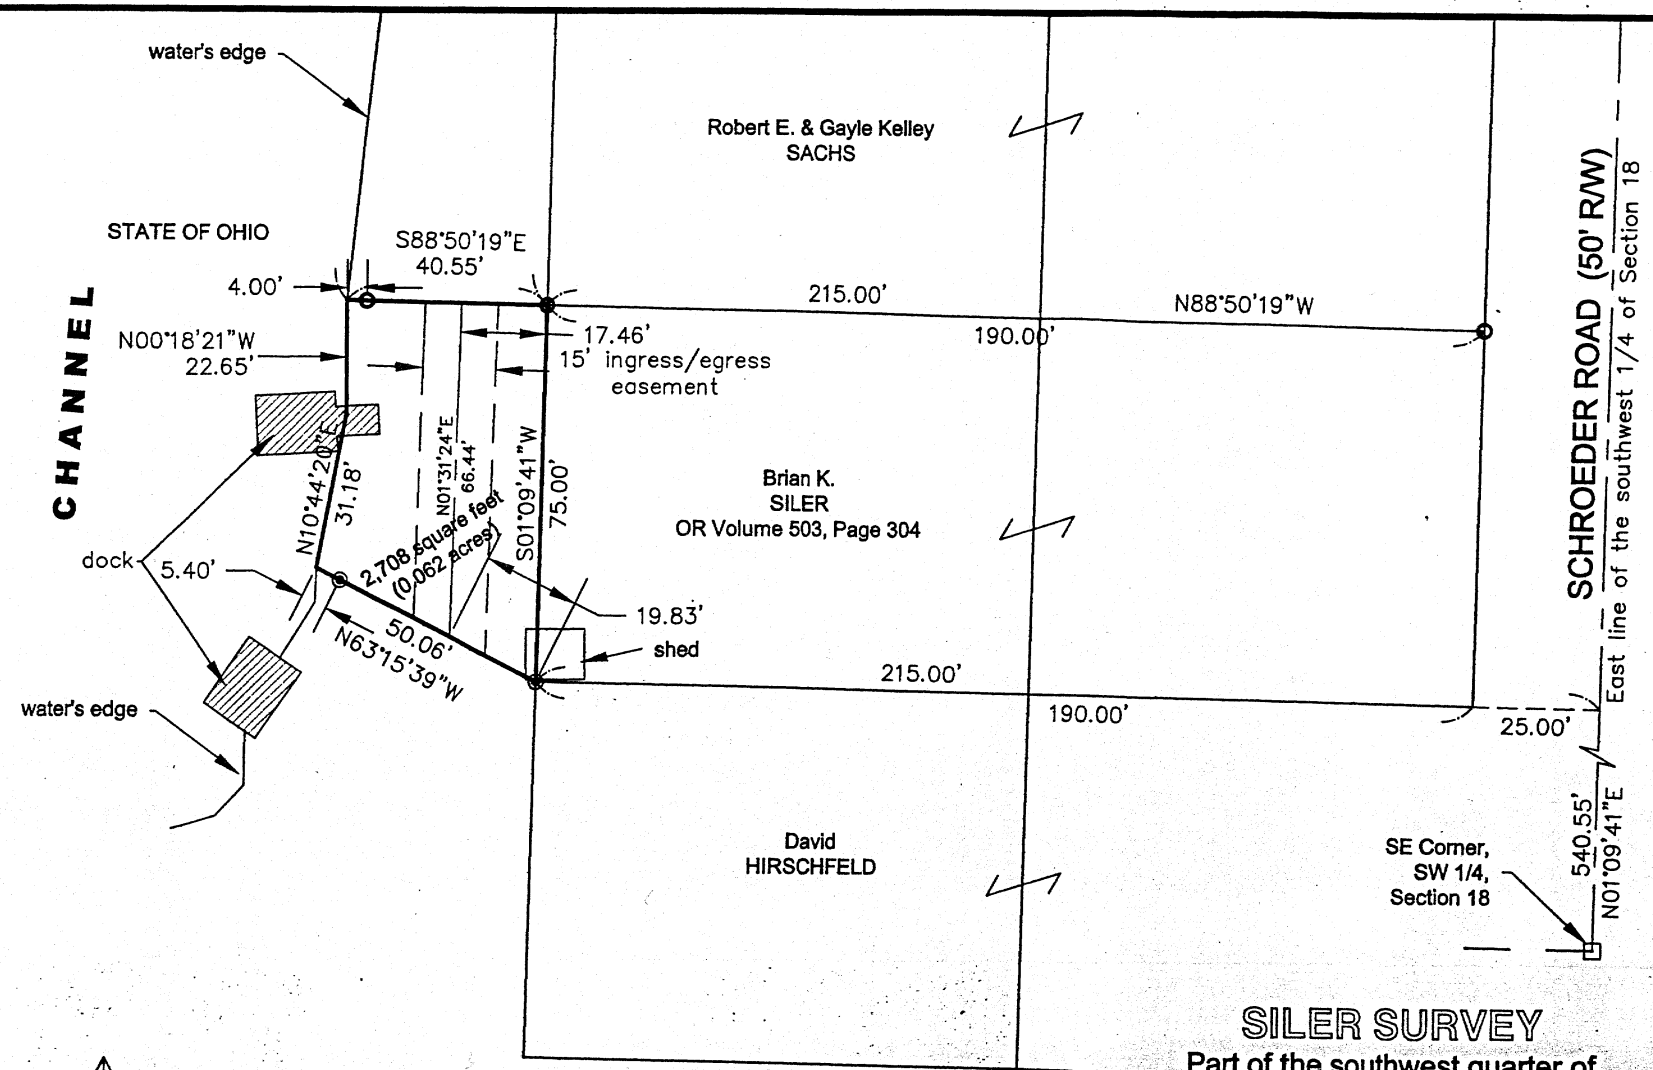 water's edge
Robert E. & Gayle Kelley
SACHS
STATE OF OHIO
S88°50'19"E
40.55'
4.00'
215.00'
N88°50'19"W
190.00'
17.46'
15' ingress/egress
easement
N00°18'21"W
22.65'
CHANNEL
N10°44'20"E
31.18'
N01°31'24"E
66.44'
S01°09'41"W
75.00'
2,708 square feet
(0.062 acres)
Brian K.
SILER
OR Volume 503, Page 304
SCHROEDER ROAD (50' R/W)
East line of the southwest 1/4 of Section 18
dock
5.40'
50.06'
N63°15'39"W
19.83'
shed
215.00'
190.00'
25.00'
water's edge
540.55'
N01°09'41"E
David
HIRSCHFELD
SE Corner,
SW 1/4,
Section 18
SILER SURVEY
Part of the southwest quarter of